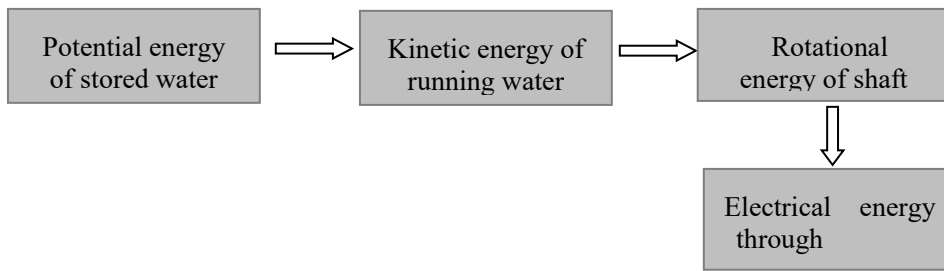 Potential energy
of stored water
Kinetic energy of
running water
Rotational
energy of shaft
Electrical energy
through